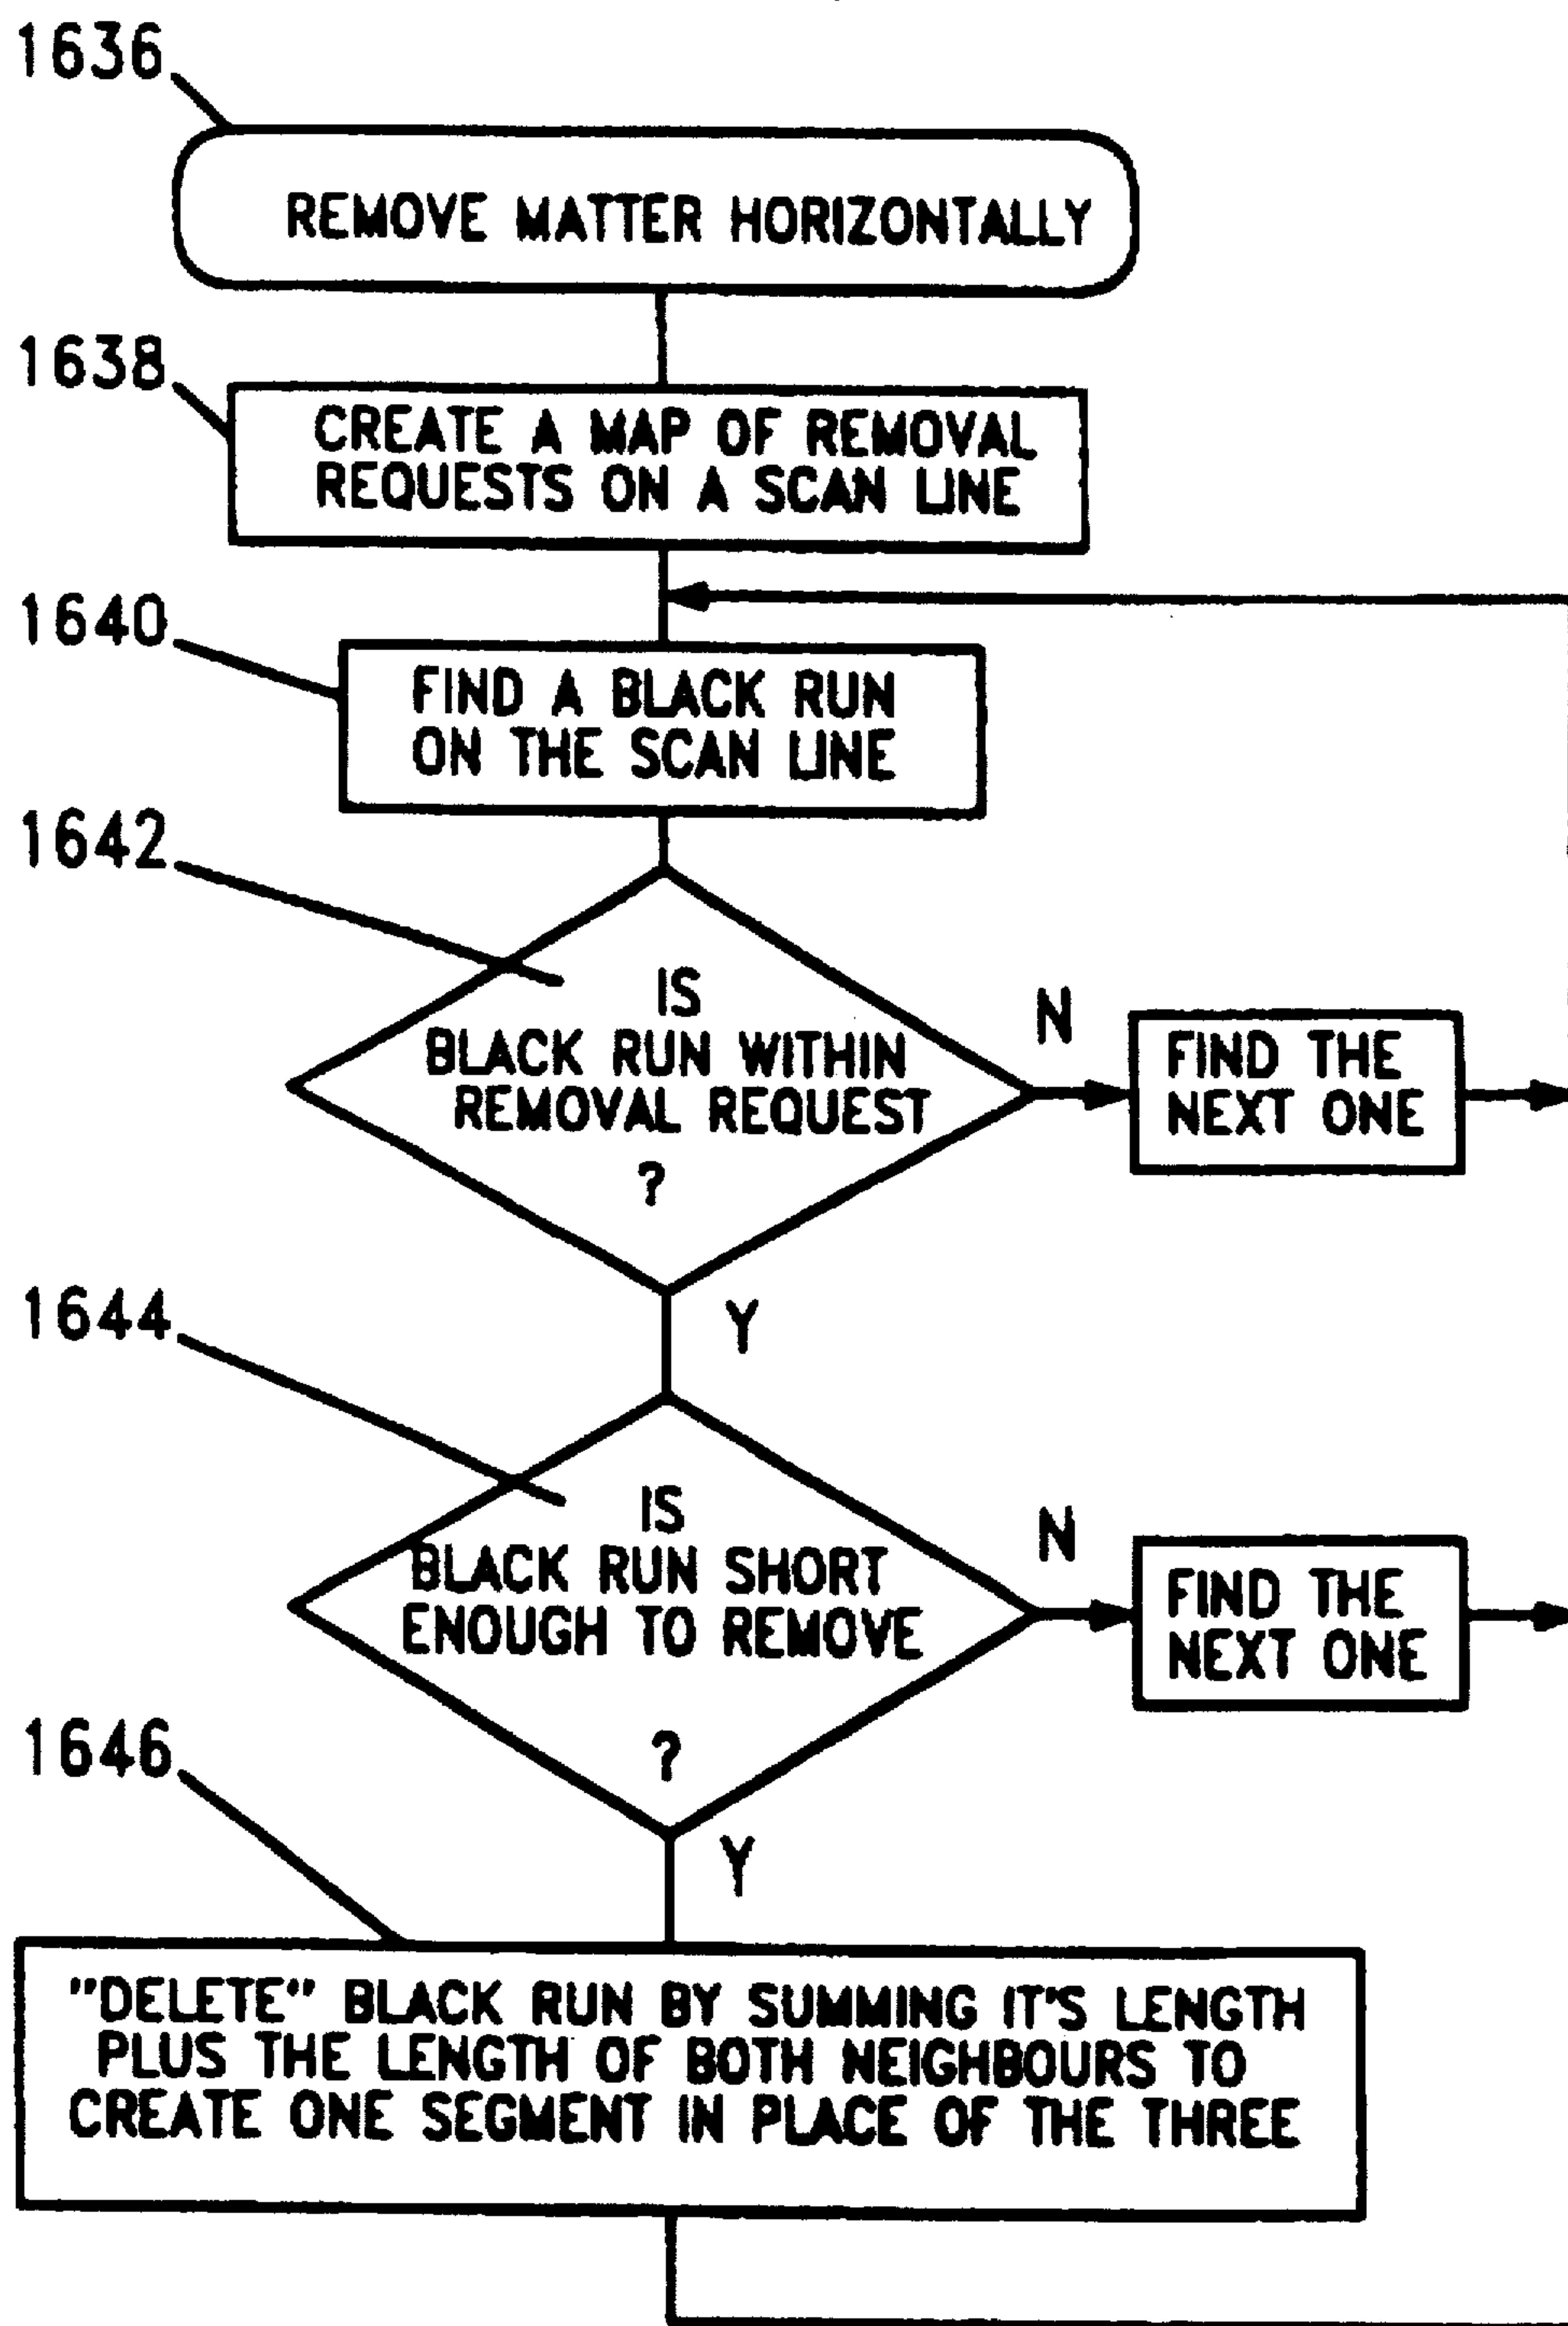 1636
REMOVE MATTER HORIZONTALLY
1638
CREATE A MAP OF REMOVAL
REQUESTS ON A SCAN LINE
1640
FIND A BLACK RUN
ON THE SCAN LINE
1642
IS
BLACK RUN WITHIN
REMOVAL REQUEST
?
N
FIND THE
NEXT ONE
Y
1644
IS
BLACK RUN SHORT
ENOUGH TO REMOVE
?
N
FIND THE
NEXT ONE
Y
1646
"DELETE" BLACK RUN BY SUMMING IT'S LENGTH
PLUS THE LENGTH OF BOTH NEIGHBOURS TO
CREATE ONE SEGMENT IN PLACE OF THE THREE